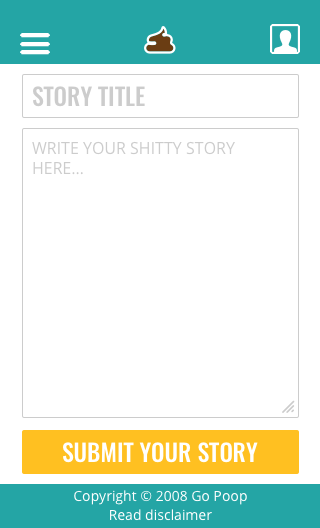 STORY TITLE
WRITE YOUR SHITTY STORY
HERE...
SUBMIT YOUR STORY
Copyright © 2008 Go Poop
Read disclaimer